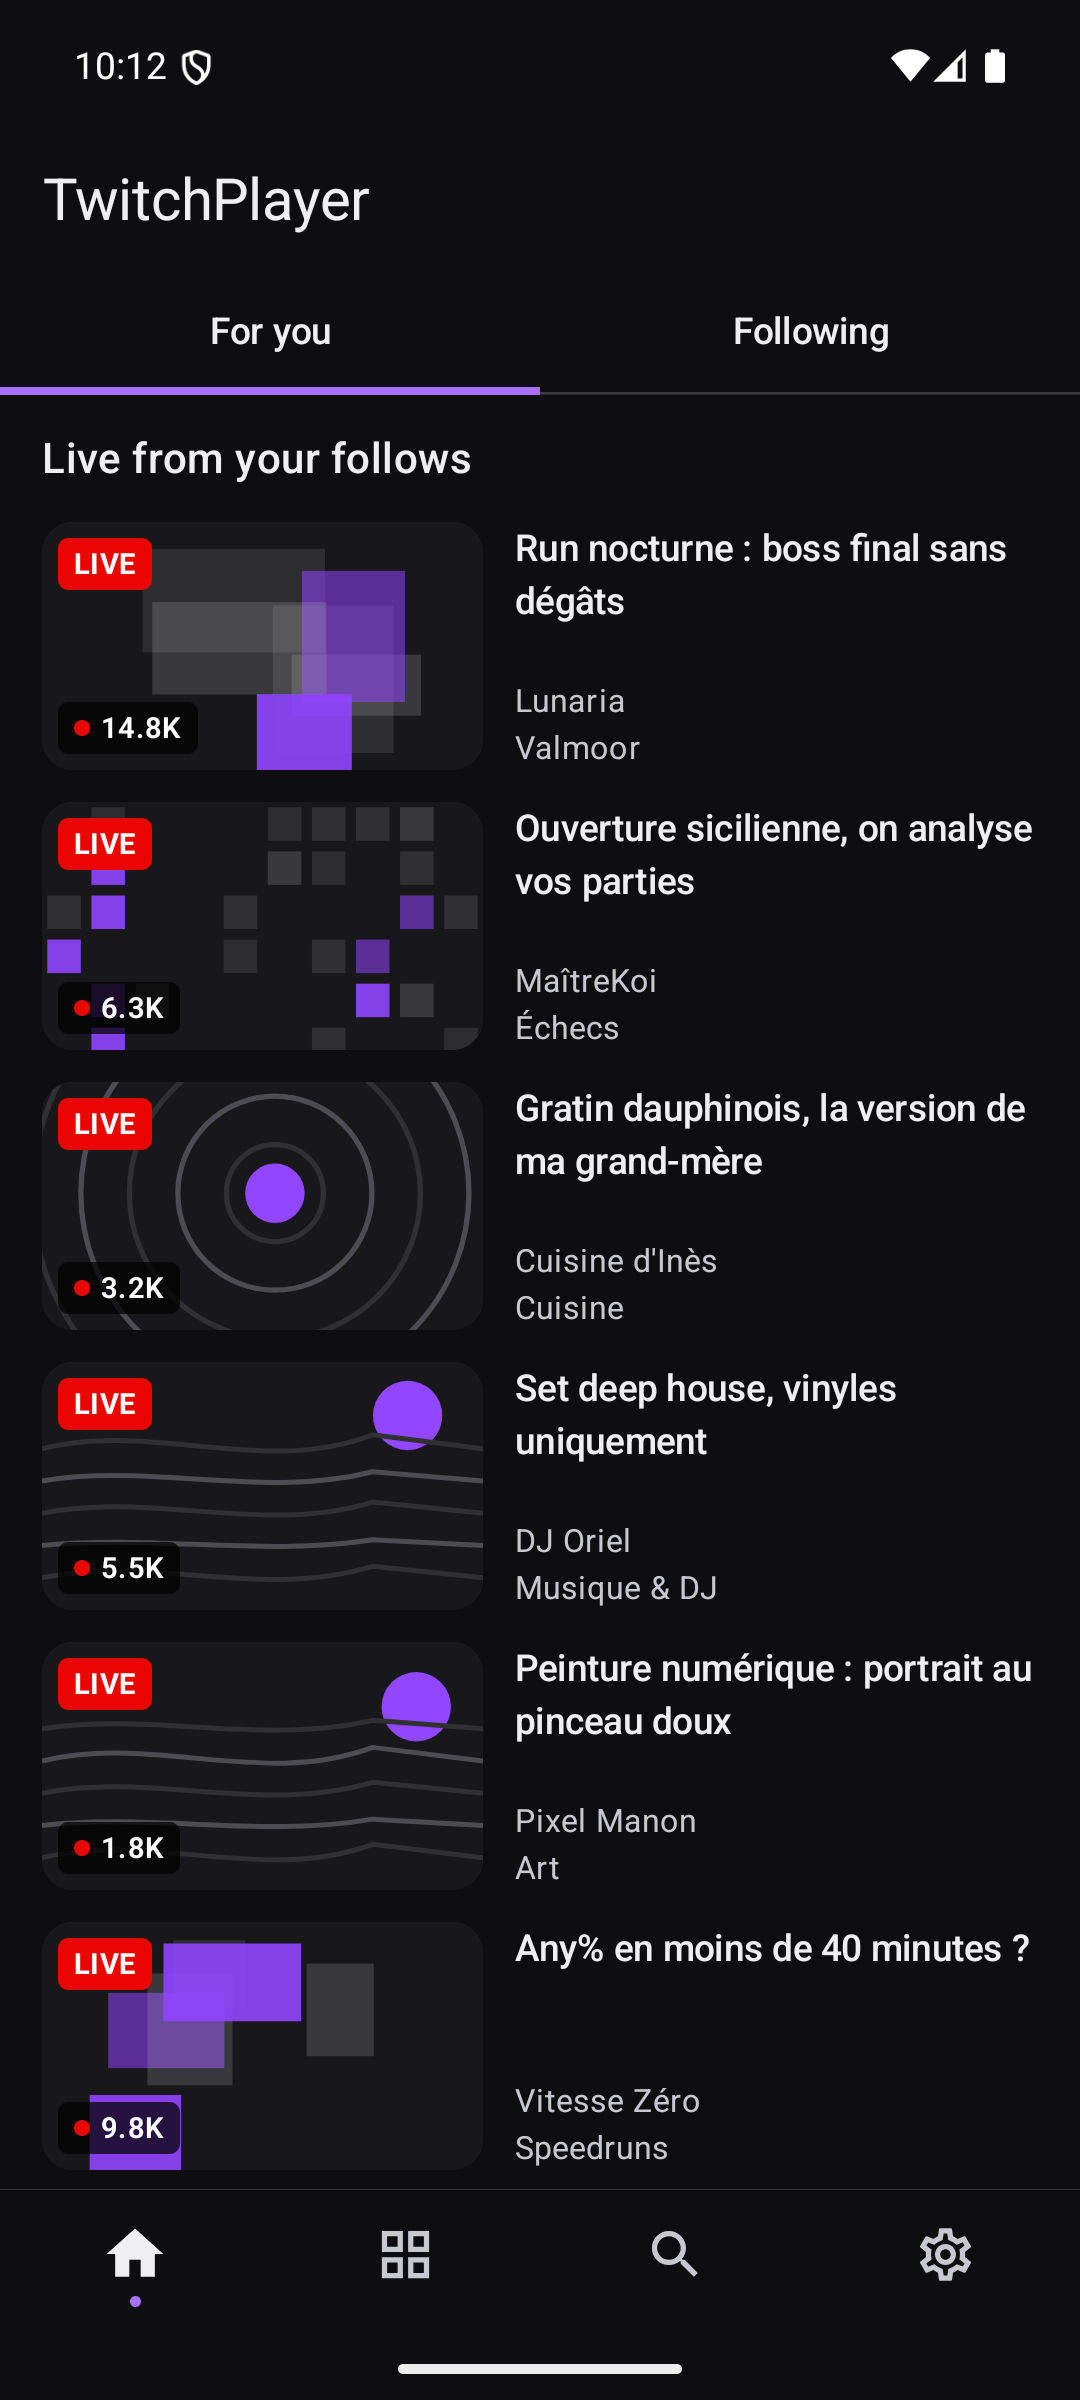 10:12
TwitchPlayer
For you
Following
Live from your follows
LIVE
14.8K
Run nocturne : boss final sans
dégâts
Lunaria
Valmoor
LIVE
6.3K
Ouverture sicilienne, on analyse
vos parties
MaîtreKoi
Échecs
LIVE
3.2K
Gratin dauphinois, la version de
ma grand-mère
Cuisine d'Inès
Cuisine
LIVE
5.5K
Set deep house, vinyles
uniquement
DJ Oriel
Musique & DJ
LIVE
1.8K
Peinture numérique : portrait au
pinceau doux
Pixel Manon
Art
LIVE
9.8K
Any% en moins de 40 minutes ?
Vitesse Zéro
Speedruns